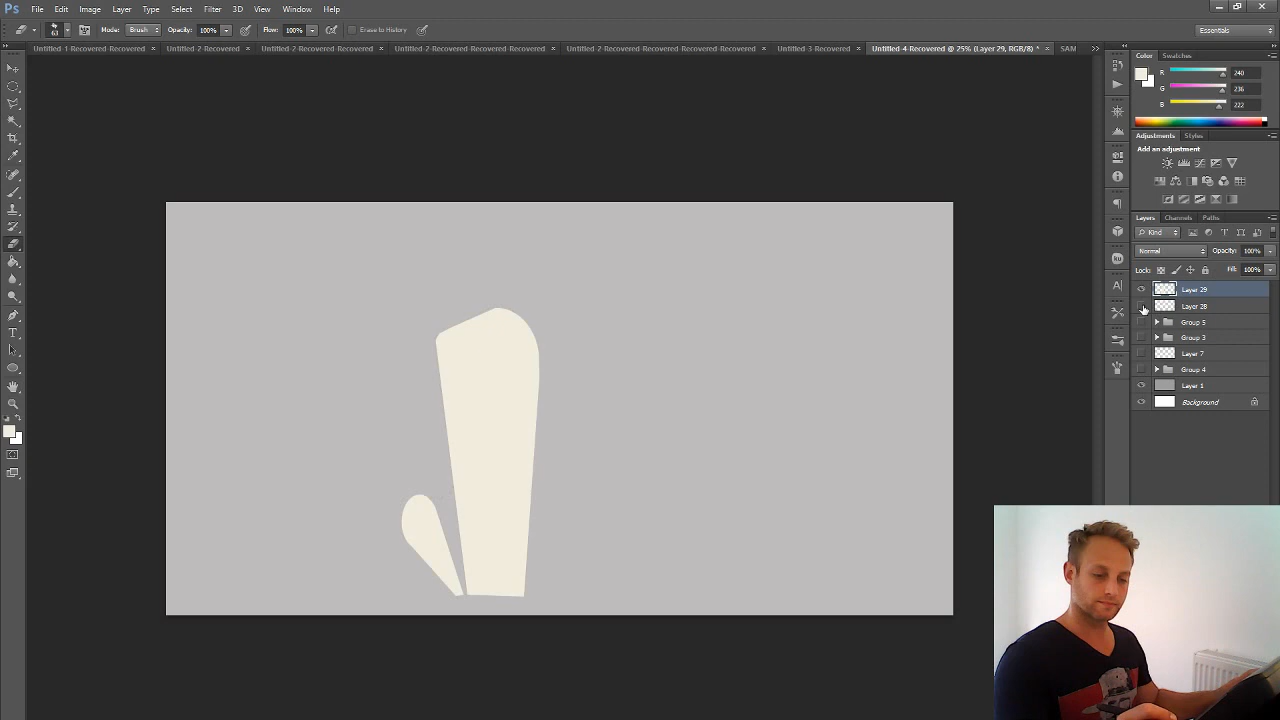 Ps File Edit Image Layer Type Select Filter 3D View Window Help
63 Mode: Brush Opacity: 100% Flow: 100% Erase to History Essentials
Untitled-1-Recovered-Recovered × Untitled-2-Recovered × Untitled-2-Recovered-Recovered × Untitled-2-Recovered-Recovered-Recovered × Untitled-2-Recovered-Recovered-Recovered-Recovered × Untitled-3-Recovered × Untitled-4-Recovered @ 25% (Layer 29, RGB/8) * × SAM
Color Swatches
R 240
G 236
B 222
Adjustments Styles
Add an adjustment
Layers Channels Paths
Kind
Normal Opacity: 100%
Lock: Fill: 100%
Layer 29
Layer 28
Group 5
Group 3
Layer 7
Group 4
Layer 1
Background